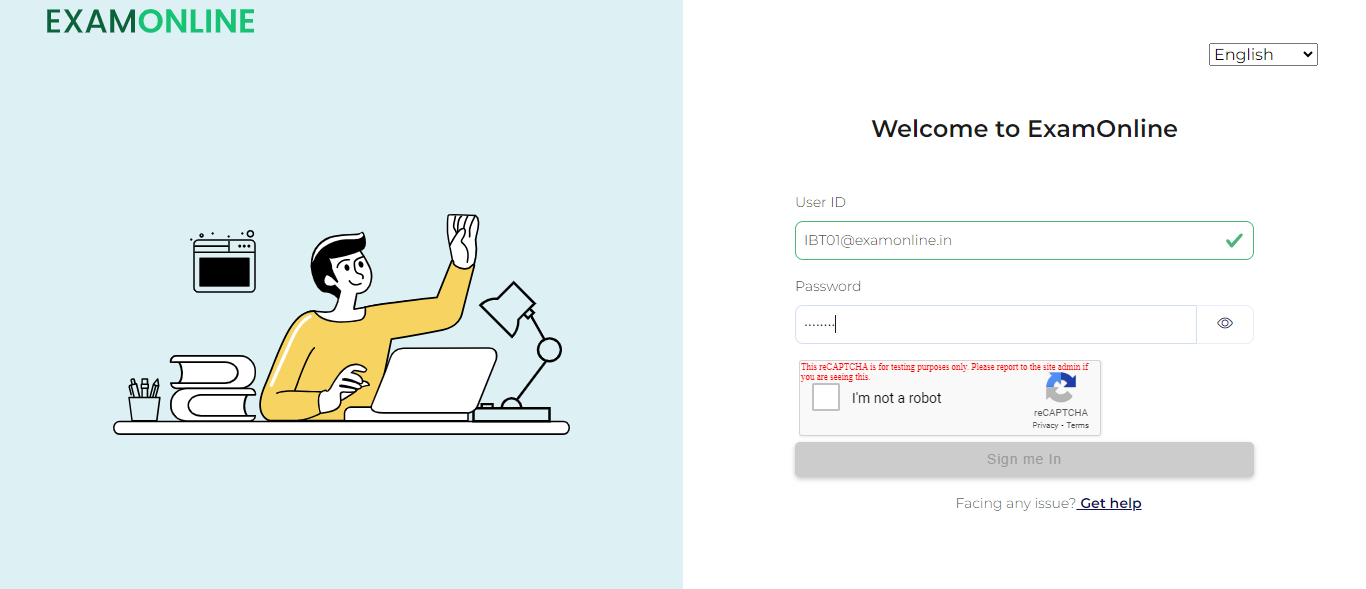 EXAMONLINE
English
Welcome to ExamOnline
User ID
IBT01@examonline.in
Password
........
This reCAPTCHA is for testing purposes only. Please report to the site admin if
you are seeing this.
I'm not a robot
reCAPTCHA
Privacy - Terms
Sign me In
Facing any issue? Get help